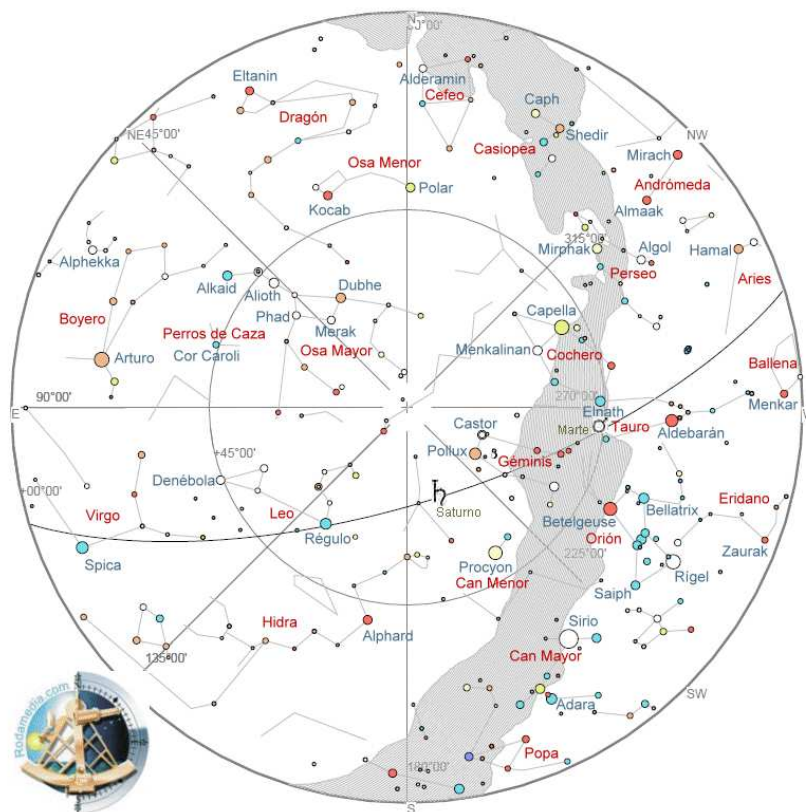 N
00°00'
Eltanin
Alderamin
Cefeo
Caph
Dragón
Shedir
NE
45°00'
NW
Casiopea
Mirach
Osa Menor
Polar
Andrómeda
Kocab
Almaak
315°00'
Mirphak
Algol
Hamal
Alphekka
Perseo
Aries
Alkaid
Alioth
Dubhe
Boyero
Phad
Merak
Capella
Perros de Caza
Osa Mayor
Menkalinan
Cor Caroli
Cochero
Arturo
Ballena
90°00'
270°00'
Menkar
E
Elnath
Marte
Tauro
Aldebarán
Castor
Pollux
Géminis
+45°00'
Denébola
+00°00'
Saturno
Virgo
Leo
Régulo
Betelgeuse
Bellatrix
Eridano
Orión
Spica
Procyon
225°00'
Zaurak
Can Menor
Rígel
Saiph
Hidra
Alphard
Sirio
135°00'
Can Mayor
SW
Adara
Popa
180°00'
S
Rodamedia.com